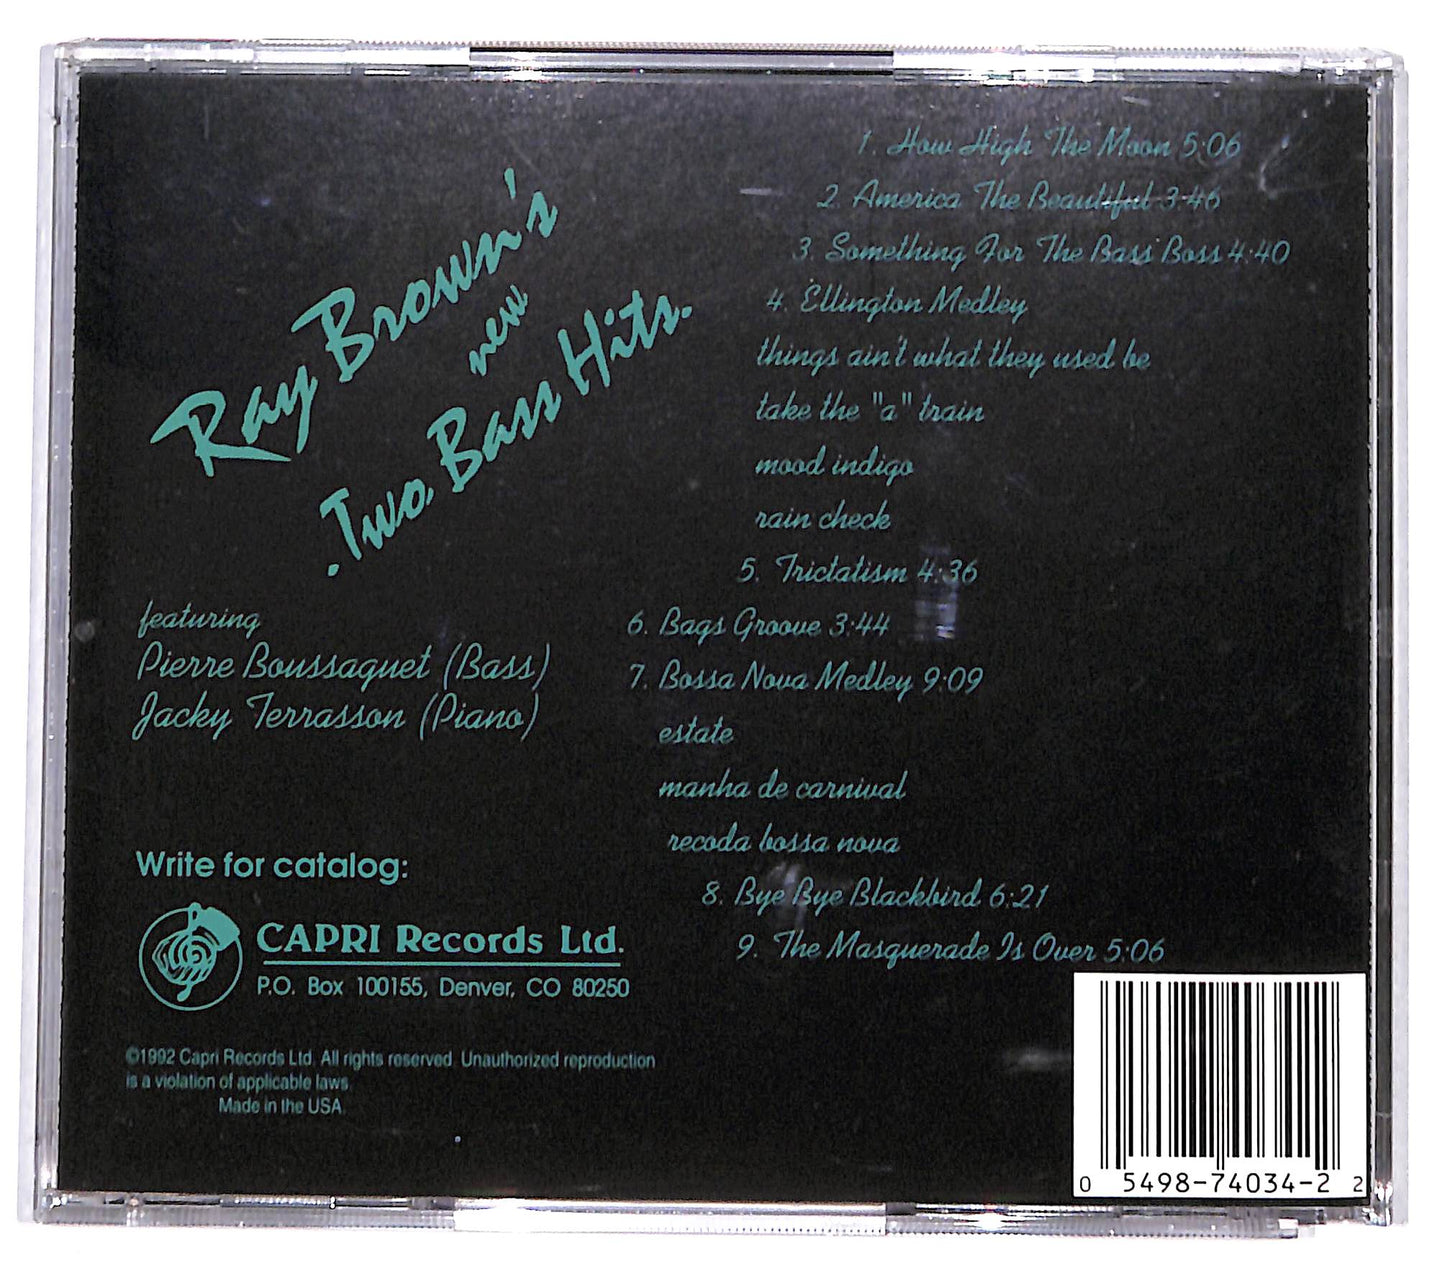 Ray Brown's
new
.Two Bass Hits.
featuring
Pierre Boussaguet (Bass)
Jacky Terrasson (Piano)
1. How High The Moon 5:06
2. America The Beautiful 3:46
3. Something For The Bass Boss 4:40
4. Ellington Medley
things ain't what they used be
take the "a" train
mood indigo
rain check
5. Trictatism 4:36
6. Bags Groove 3:44
7. Bossa Nova Medley 9:09
estate
manha de carnival
recoda bossa nova
8. Bye Bye Blackbird 6:21
9. The Masquerade Is Over 5:06
Write for catalog:
CAPRI Records Ltd.
P.O. Box 100155, Denver, CO 80250
©1992 Capri Records Ltd. All rights reserved. Unauthorized reproduction
is a violation of applicable laws.
Made in the USA
0 5498-74034-2 2